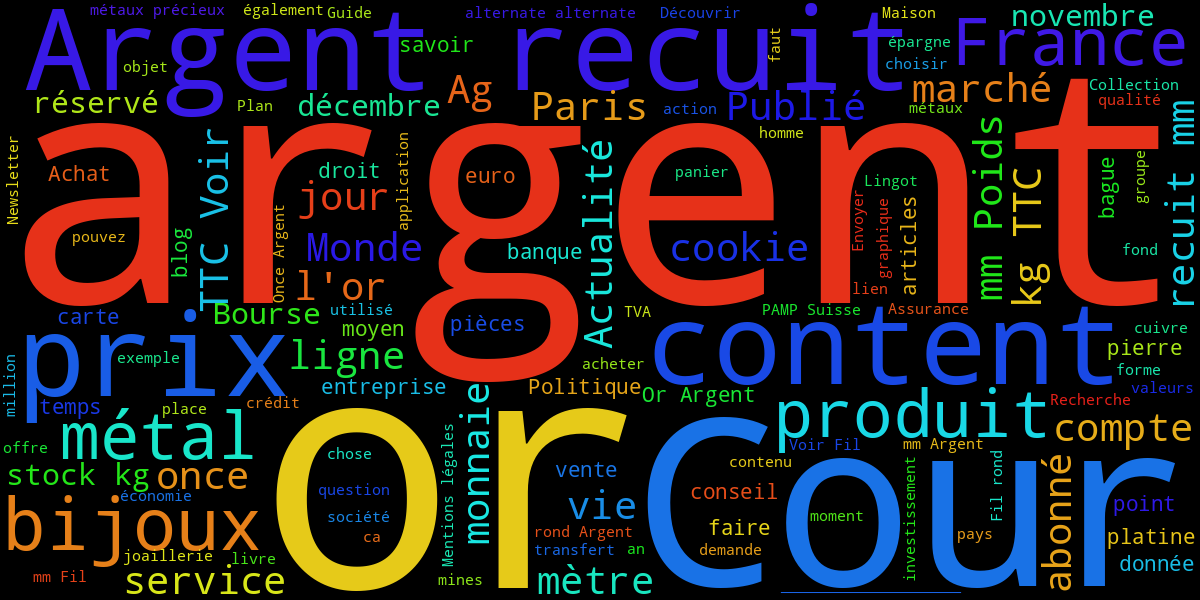 métaux précieux
également
Guide
alternate alternate
Découvrir
Maison
novembre
Argent recuit
savoir
faut
épargne
choisir
France
objet
réservé
Plan
décembre
Ag
Paris
action
Publié
marché
métaux
Collection
qualité
argent
Newsletter
Achat
pouvez
blog
TTC Voir
droit
jour
Once Argent
application
Monde
l'or
euro
banque
Actualité
homme
panier
cookie
Lingot
Envoyer
graphique
articles
lien
mm Poids
mm
kg TTC
bague
groupe
fond
recuit mm
carte
Bourse
utilisé
moyen
pièces
TVA
PAMP Suisse
Assurance
cuivre
pierre
forme
valeurs
prix
exemple
ligne
content
acheter
million
temps
place
crédit
entreprise
Politique
Or Argent
Recherche
produit
compte
métal
offre
stock kg
once
or
cour
monnaie
Mentions légales
chose
question
société
ca
vente
vie
rond Argent
transfert
an
Voir Fil
mm Argent
contenu
conseil
faire
demande
moment
investissement
pays
Fil rond
abonné
point
platine
donnée
économie
bijoux
joaillerie
livre
mm Fil
service
mines
mètre